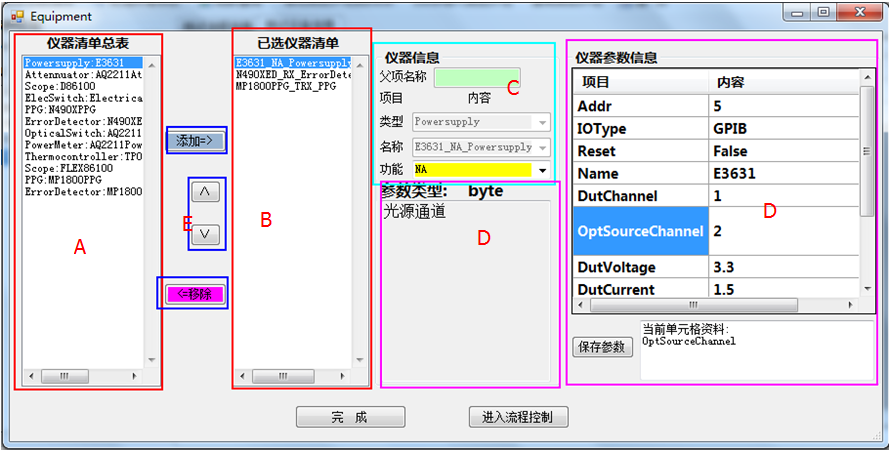 Equipment
仪器清单总表
Powersupply:E3631
Attenuator:AQ2211At
Scope:D86100
ElecSwitch:Electrica
PPG:N490XPPG
ErrorDetector:N490XE
OpticalSwitch:AQ2211
PowerMeter:AQ2211Pow
Thermocontroller:TPO
Scope:FLEX86100
PPG:MP1800PPG
ErrorDetector:MP1800
A
添加=>
E
<=移除
已选仪器清单
E3631_NA_Powersupply
N490XED_RX_ErrorDete
MP1800PPG_TRX_PPG
B
仪器信息
父项名称
C
项目 内容
类型 Powersupply
名称 E3631_NA_Powersupply
功能 NA
参数类型: byte
光源通道
D
仪器参数信息
项目 内容
Addr 5
IOType GPIB
Reset False
Name E3631
DutChannel 1
OptSourceChannel 2
D
DutVoltage 3.3
DutCurrent 1.5
保存参数
当前单元格资料:
OptSourceChannel
完 成
进入流程控制